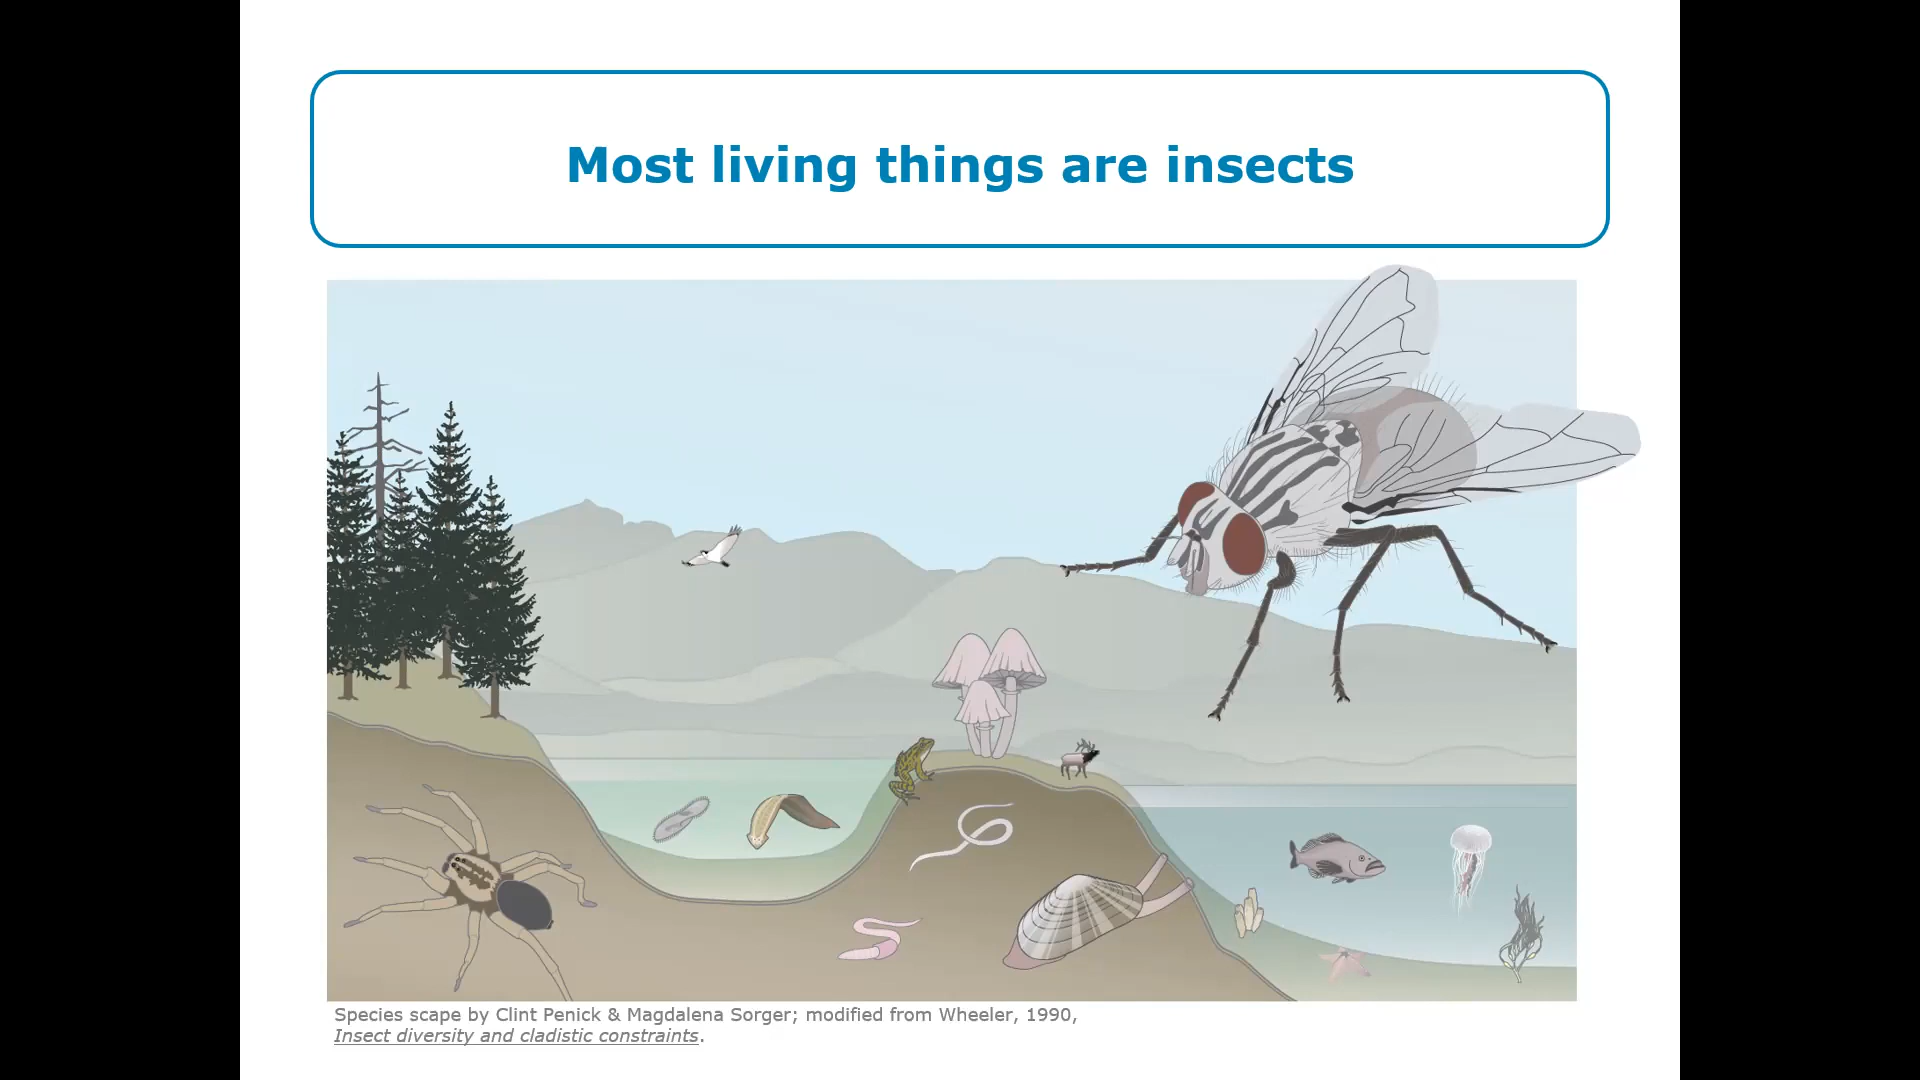 Most living things are insects
Species scape by Clint Penick & Magdalena Sorger; modified from Wheeler, 1990,
Insect diversity and cladistic constraints.